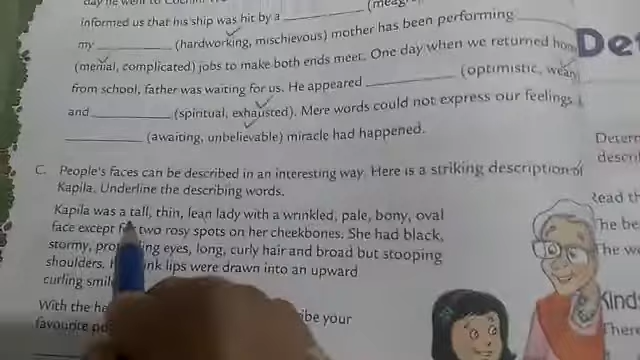 day he went to
informed us that his ship was hit by a
my (hardworking, mischievous) mother has been performing
(menial, complicated) jobs to make both ends meet. One day when we returned home
from school, father was waiting for us. He appeared (optimistic, weary)
and (spiritual, exhausted). Mere words could not express our feelings.
(awaiting, unbelievable) miracle had happened.
C. People's faces can be described in an interesting way. Here is a striking description of
Kapila. Underline the describing words.
Kapila was a tall, thin, lean lady with a wrinkled, pale, bony, oval
face except two rosy spots on her cheekbones. She had black,
stormy, eyes, long, curly hair and broad but stooping
shoulders. lips were drawn into an upward
curling
With the your
favourite
De
Read th
The be
The w
Kind
There